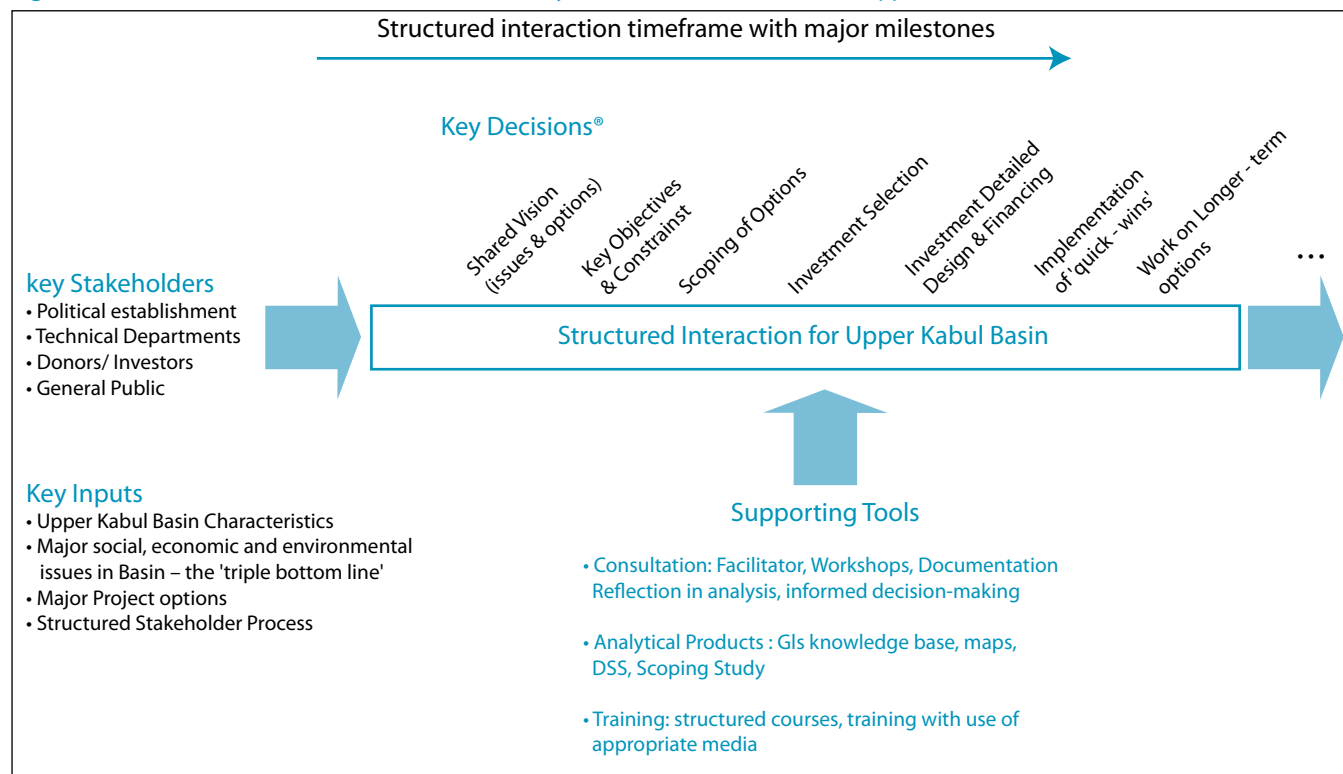 Structured interaction timeframe with major milestones
Key Decisions®
Shared Vision
(issues & options)
Key Objectives
& Constrainst
Scoping of Options
Investment Selection
Investment Detailed
Design & Financing
Implementation
of 'quick - wins'
Work on Longer - term
options
...
key Stakeholders
• Political establishment
• Technical Departments
• Donors/ Investors
• General Public
Structured Interaction for Upper Kabul Basin
Key Inputs
• Upper Kabul Basin Characteristics
• Major social, economic and environmental
issues in Basin – the 'triple bottom line'
• Major Project options
• Structured Stakeholder Process
Supporting Tools
• Consultation: Facilitator, Workshops, Documentation
Reflection in analysis, informed decision-making
• Analytical Products : GIs knowledge base, maps,
DSS, Scoping Study
• Training: structured courses, training with use of
appropriate media